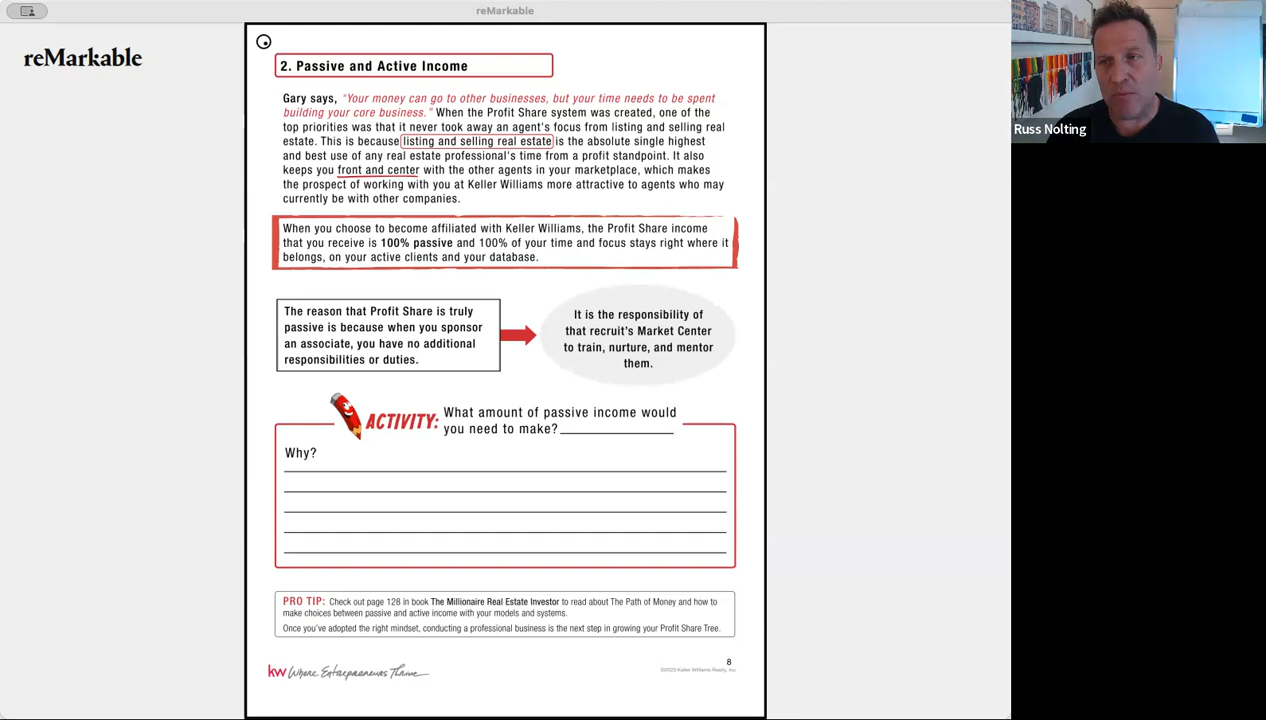 reMarkable
reMarkable
2. Passive and Active Income
Gary says, "Your money can go to other businesses, but your time needs to be spent
building your core business." When the Profit Share system was created, one of the
top priorities was that it never took away an agent's focus from listing and selling real
estate. This is because listing and selling real estate is the absolute single highest
and best use of any real estate professional's time from a profit standpoint. It also
keeps you front and center with the other agents in your marketplace, which makes
the prospect of working with you at Keller Williams more attractive to agents who may
currently be with other companies.
When you choose to become affiliated with Keller Williams, the Profit Share income
that you receive is 100% passive and 100% of your time and focus stays right where it
belongs, on your active clients and your database.
The reason that Profit Share is truly
passive is because when you sponsor
an associate, you have no additional
responsibilities or duties.
It is the responsibility of
that recruit's Market Center
to train, nurture, and mentor
them.
ACTIVITY: What amount of passive income would
you need to make?
Why?
PRO TIP: Check out page 128 in book The Millionaire Real Estate Investor to read about The Path of Money and how to
make choices between passive and active income with your models and systems.
Once you've adopted the right mindset, conducting a professional business is the next step in growing your Profit Share Tree.
kw Where Entrepreneurs Thrive
8
©2023 Keller Williams Realty, Inc
Russ Nolting